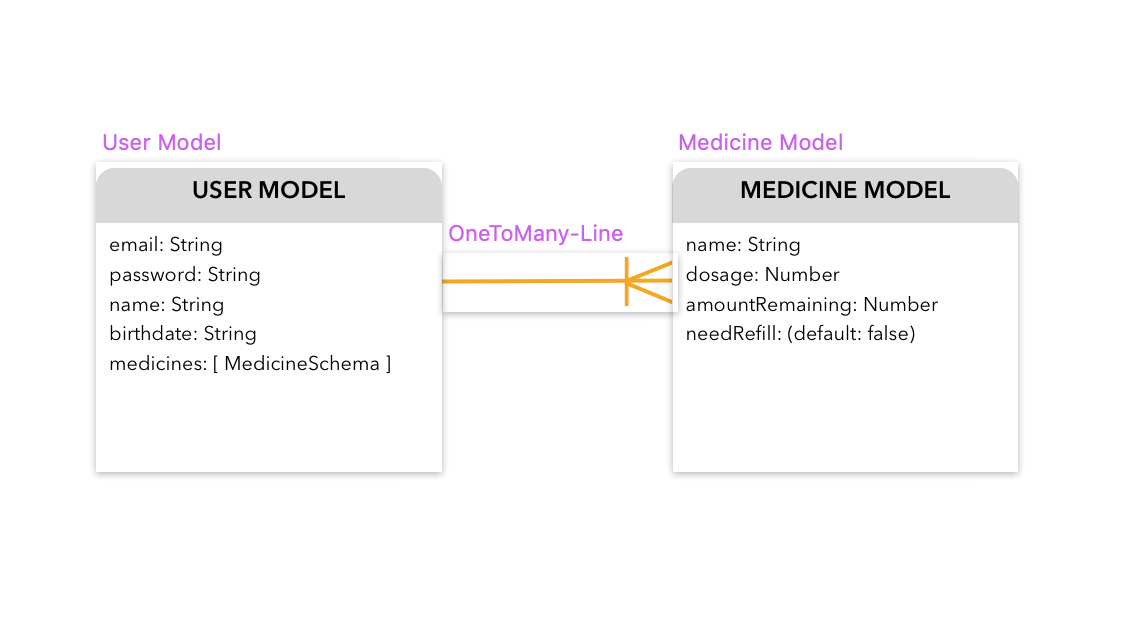 User Model
USER MODEL
email: String
password: String
name: String
birthdate: String
medicines: [ MedicineSchema ]
OneToMany-Line
Medicine Model
MEDICINE MODEL
name: String
dosage: Number
amountRemaining: Number
needRefill: (default: false)